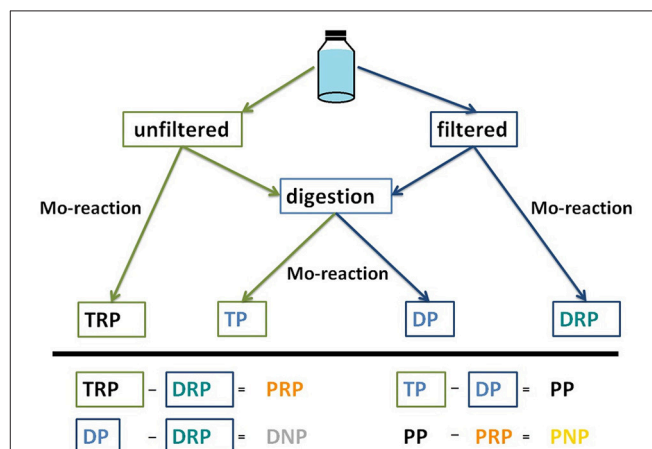 unfiltered filtered
digestion
Mo-reaction Mo-reaction
Mo-reaction
TRP TP DP DRP
TRP - DRP = PRP TP - DP = PP
DP - DRP = DNP PP - PRP = PNP